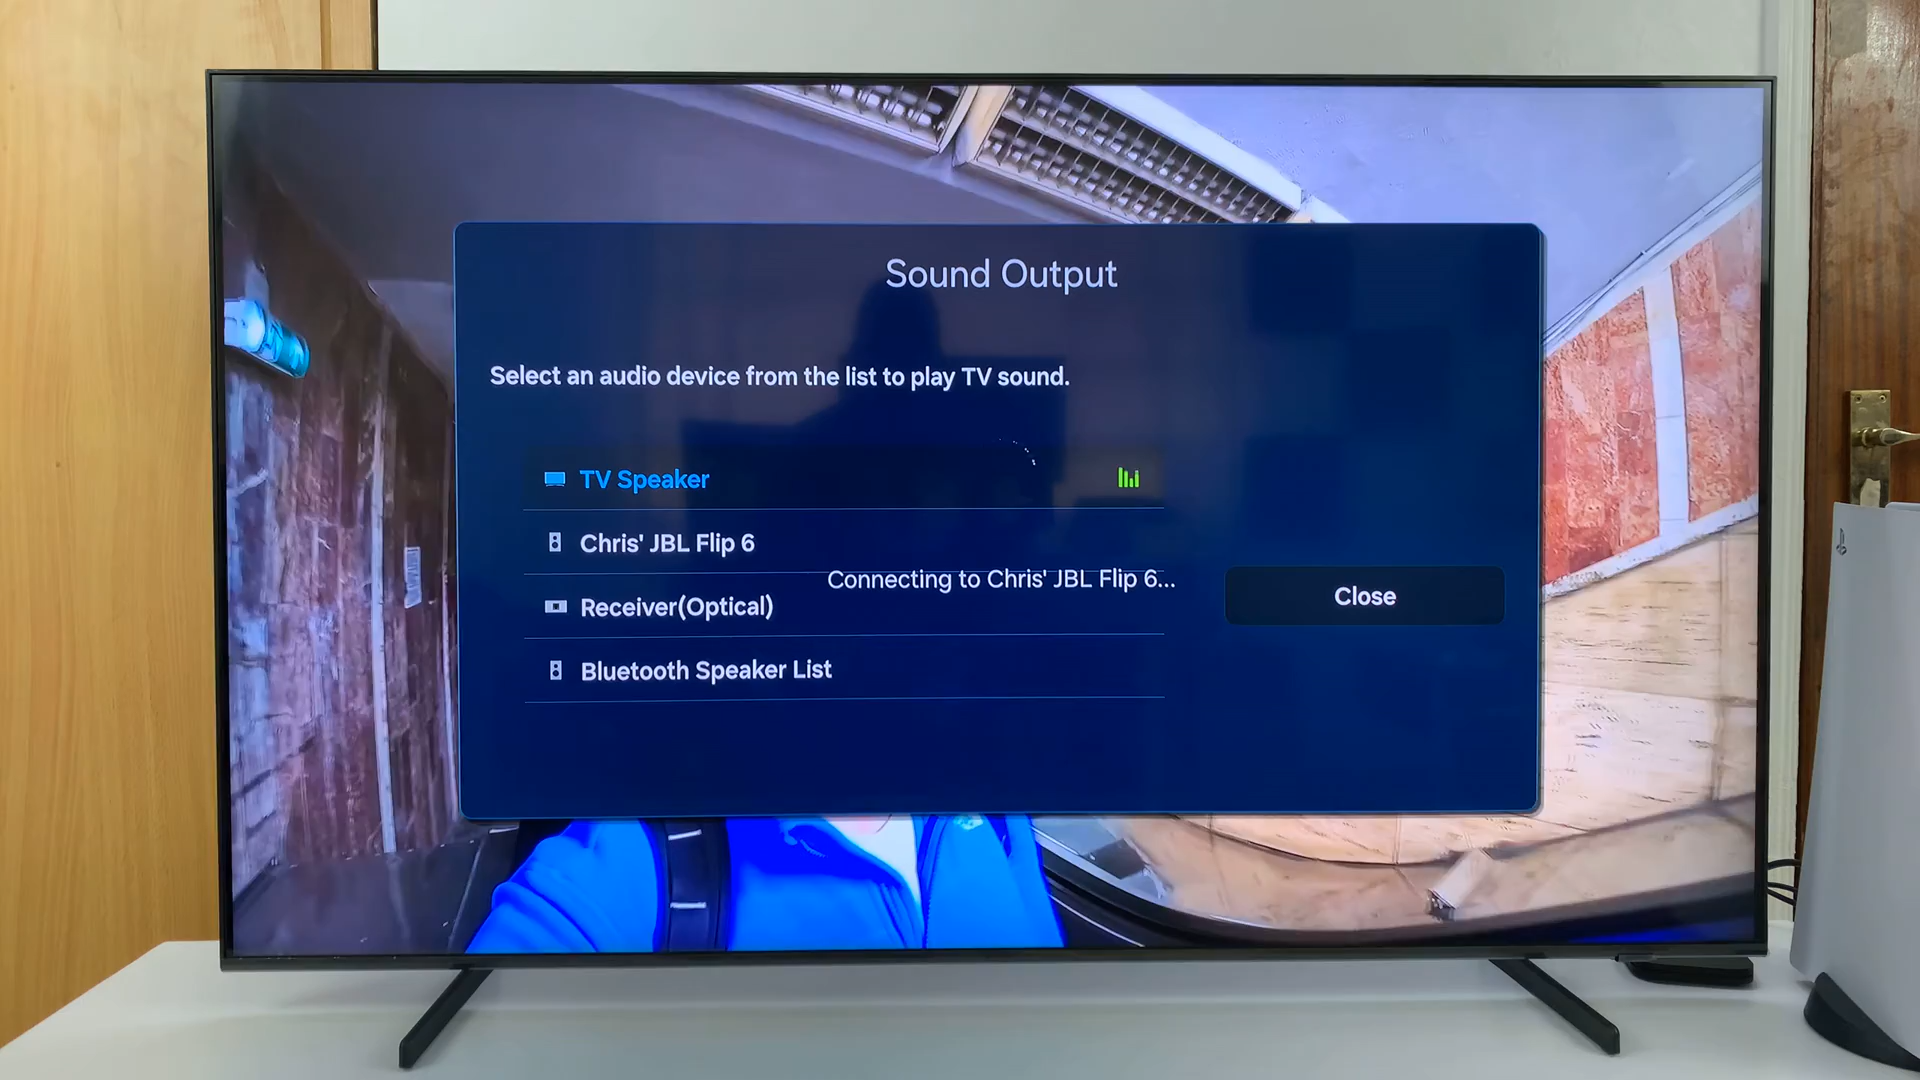 Sound Output
Select an audio device from the list to play TV sound.
TV Speaker
Chris' JBL Flip 6
Connecting to Chris' JBL Flip 6...
Receiver(Optical)
Close
Bluetooth Speaker List